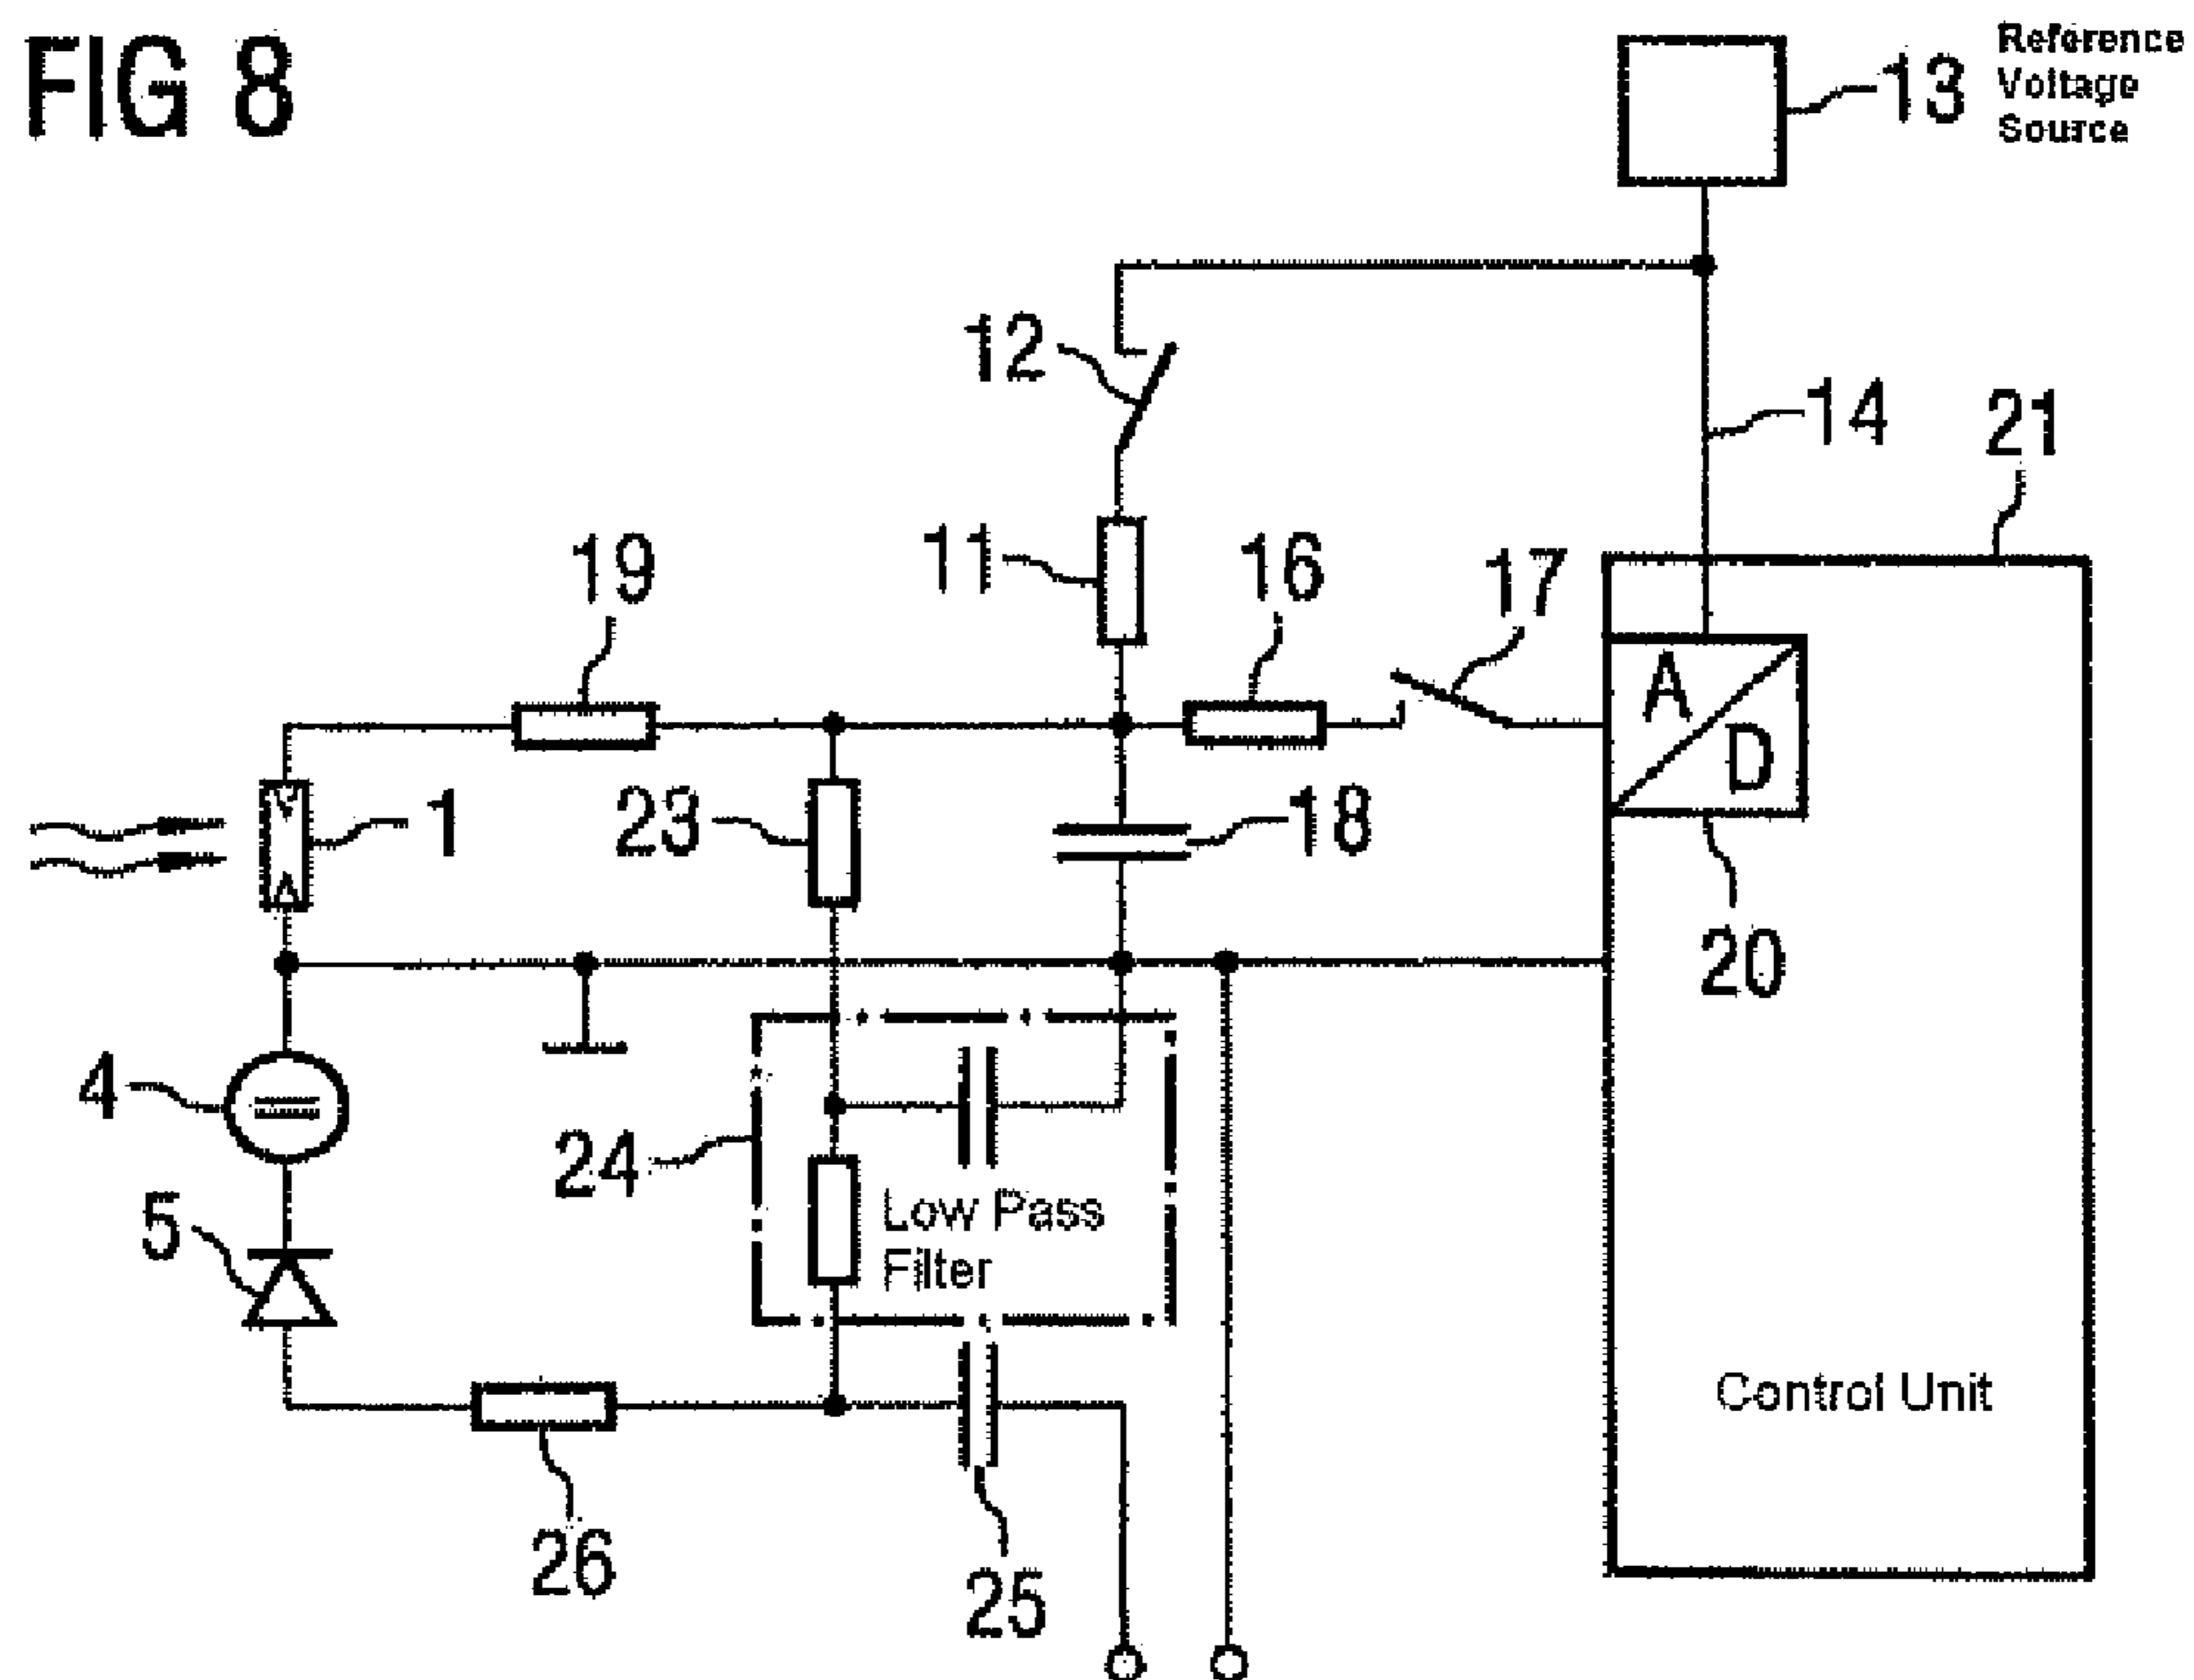 FIG 8
13
Reference
Voltage
Source
12
14
21
19
11
16
17
A
D
1
23
18
20
4
24
5
Low Pass
Filter
Control Unit
26
25